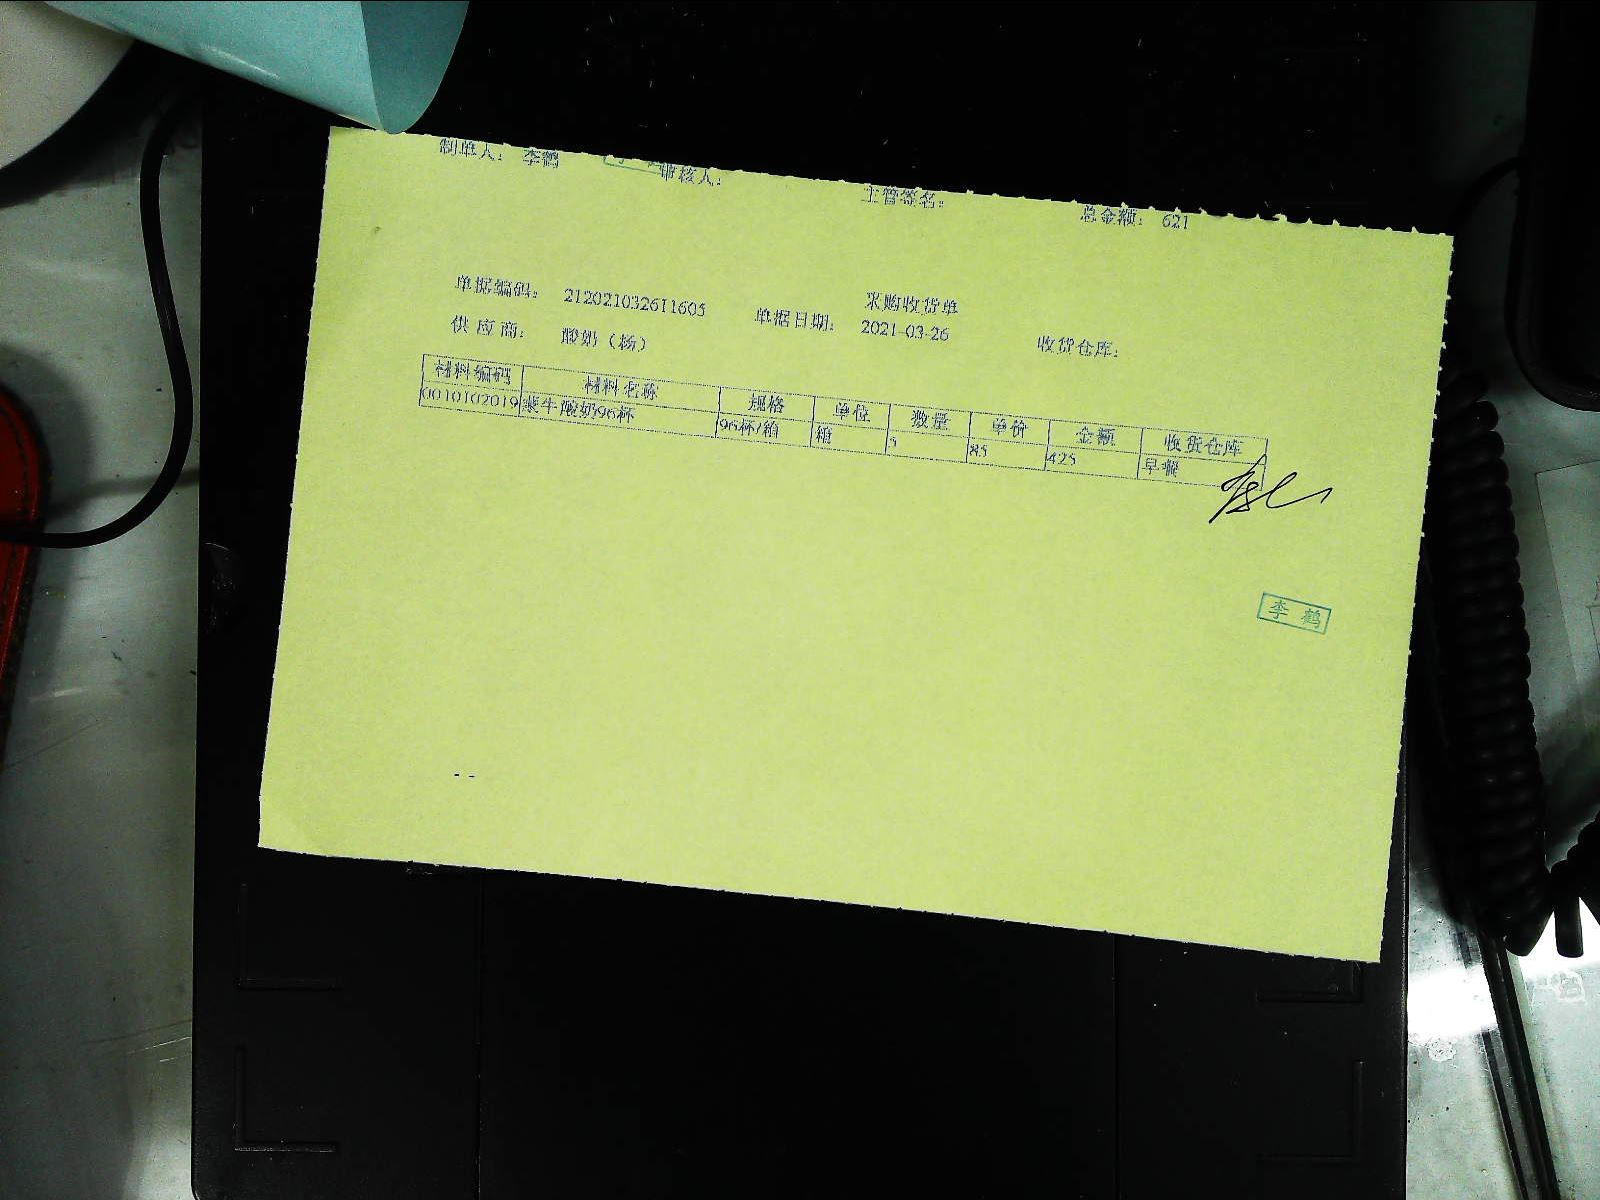 制单人： 李鹤 审核人： 主管签名： 总金额： 621
采购收货单
单据编码： 21202103261160​5 单据日期： 2021-03-26 收货仓库：
供应商： 酸奶（杨）
材料编码 材料名称 规格 单位 数量 单价 金额 收货仓库
0010102019 蒙牛酸奶96杯 96杯/箱 箱 5 85 425 早餐
李鹤
--